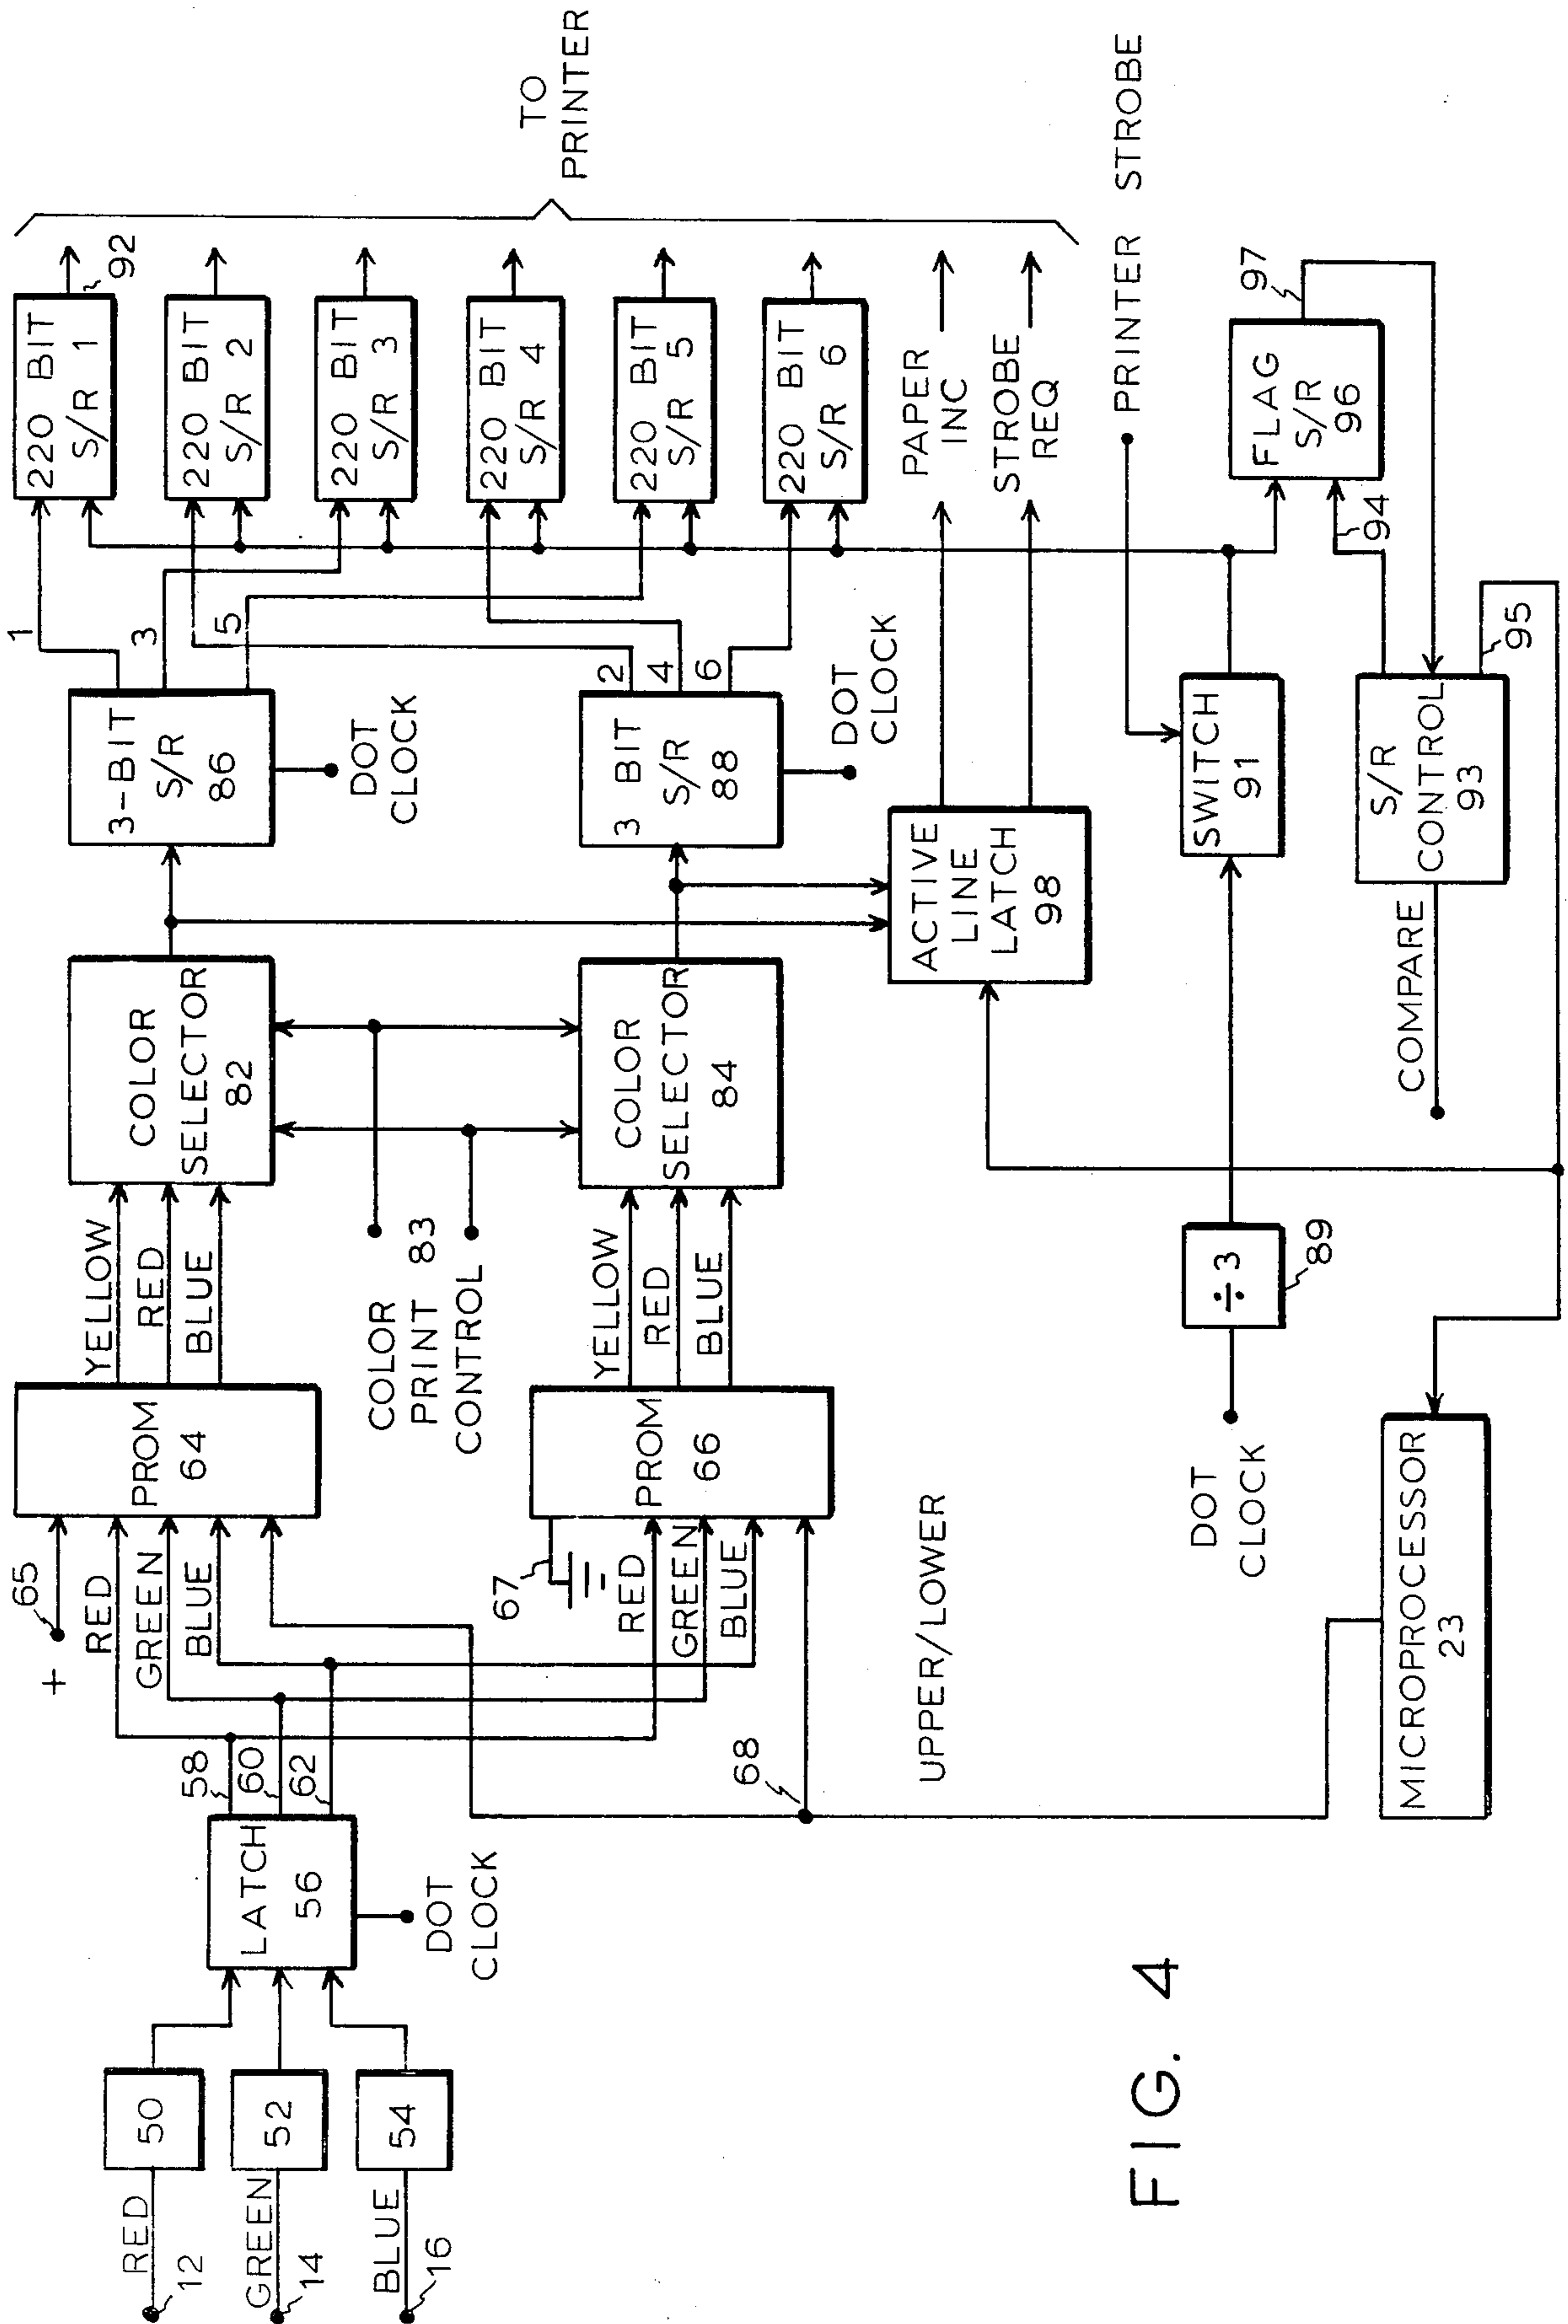 RED
12
GREEN
14
BLUE
16
50
52
54
LATCH
56
DOT
CLOCK
58
60
62
+
65
RED
GREEN
BLUE
PROM
64
67
RED
GREEN
BLUE
PROM
66
68
UPPER/LOWER
YELLOW
RED
BLUE
COLOR
PRINT 83
CONTROL
YELLOW
RED
BLUE
COLOR
SELECTOR
82
COLOR
SELECTOR
84
3-BIT
S/R
86
DOT
CLOCK
3 BIT
S/R
88
DOT
CLOCK
1
3
5
2
4
6
220 BIT
S/R 1
92
220 BIT
S/R 2
220 BIT
S/R 3
220 BIT
S/R 4
220 BIT
S/R 5
220 BIT
S/R 6
TO
PRINTER
ACTIVE
LINE
LATCH
98
PAPER
INC
STROBE
REQ
PRINTER STROBE
DOT
CLOCK
÷3
89
SWITCH
91
COMPARE
S/R
CONTROL
93
94
95
FLAG
S/R
96
97
MICROPROCESSOR
23
FIG. 4